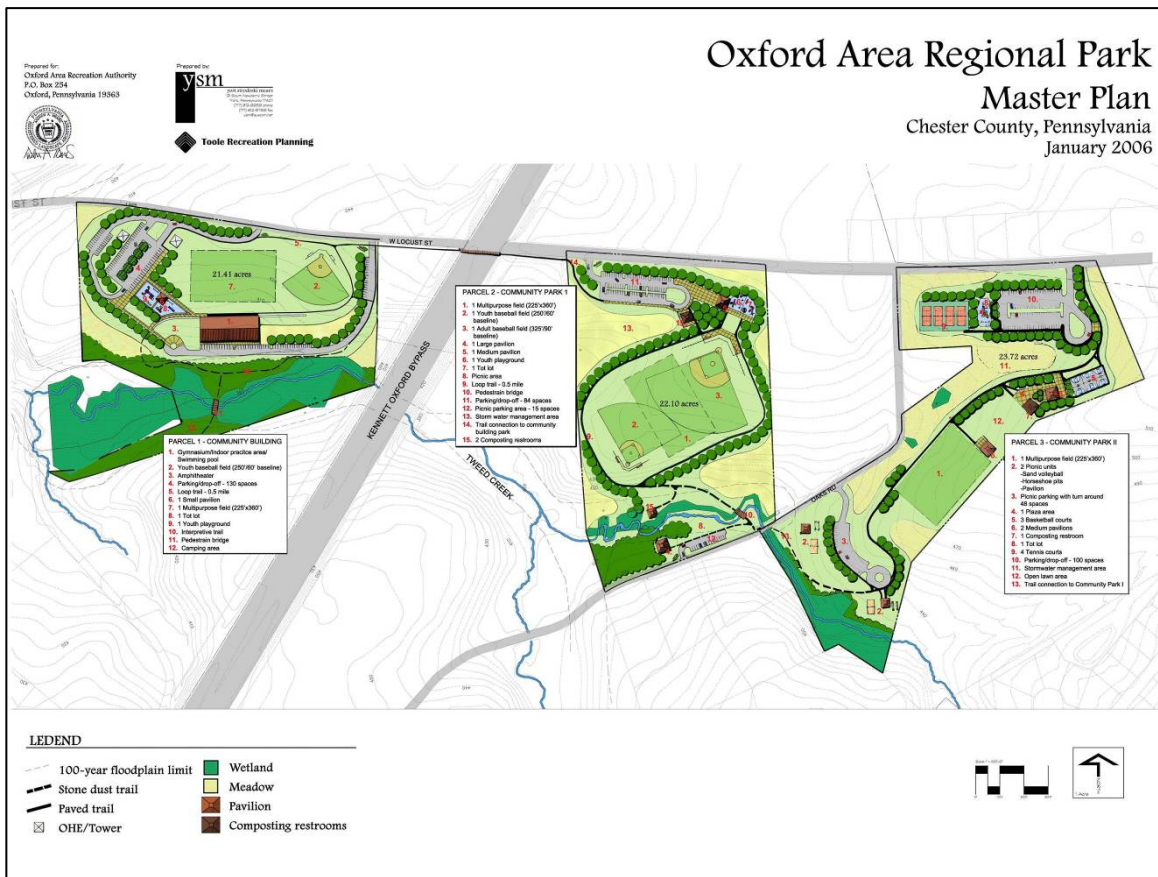 Oxford Area Regional Park
Master Plan
Chester County, Pennsylvania
January 2006
Prepared for:
Oxford Area Recreation Authority
P.O. Box 254
Oxford, Pennsylvania 19363
Prepared by:
ysm
Toole Recreation Planning
ST ST
W LOCUST ST
KENNETT OXFORD BYPASS
TWEED CREEK
OAKE RD
21.41 acres
22.10 acres
23.72 acres
PARCEL 1 - COMMUNITY BUILDING
1. Gymnasium/Indoor practice area/
Swimming pool
2. Youth baseball field (250'/60' baseline)
3. Amphitheater
4. Parking/drop-off - 130 spaces
5. Loop trail - 0.5 mile
6. 1 Small pavilion
7. 1 Multipurpose field (225'x360')
8. 1 Tot lot
9. 1 Youth playground
10. Interpretive trail
11. Pedestrian bridge
12. Camping area
PARCEL 2 - COMMUNITY PARK 1
1. 1 Multipurpose field (225'x360')
2. 1 Youth baseball field (250'/60'
baseline)
3. 1 Adult baseball field (325'/90'
baseline)
4. 1 Large pavilion
5. 1 Medium pavilion
6. 1 Youth playground
7. 1 Tot lot
8. Picnic area
9. Loop trail - 0.5 mile
10. Pedestrain bridge
11. Parking/drop-off - 84 spaces
12. Picnic parking area - 15 spaces
13. Storm water management area
14. Trail connection to community
building park
15. 2 Composting restrooms
PARCEL 3 - COMMUNITY PARK II
1. 1 Multipurpose field (225'x360')
2. 2 Picnic units
-Sand volleyball
-Horseshoe pits
-Pavilion
3. Picnic parking with turn around
48 spaces
4. 1 Plaza area
5. 3 Basketball courts
6. 2 Medium pavilions
7. 1 Composting restroom
8. 1 Tot lot
9. 4 Tennis courts
10. Parking/drop-off - 100 spaces
11. Stormwater management area
12. Open lawn area
13. Trail connection to Community Park I
LEDEND
100-year floodplain limit
Stone dust trail
Paved trail
OHE/Tower
Wetland
Meadow
Pavilion
Composting restrooms
1 Acre